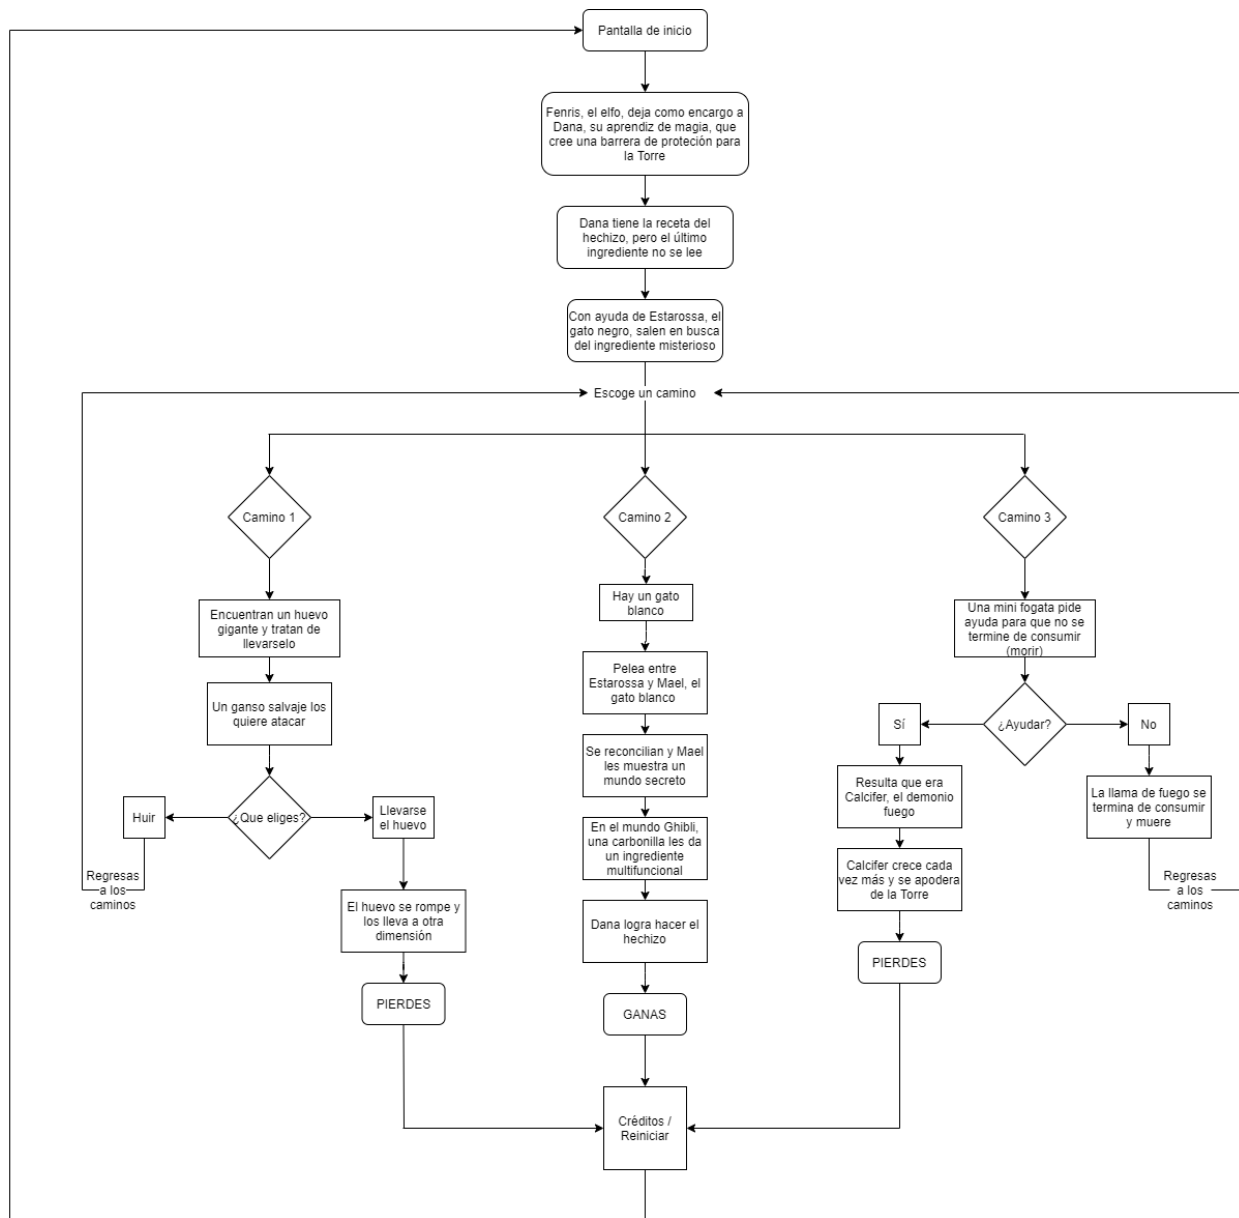 Pantalla de inicio
Fenris, el elfo, deja como encargo a
Dana, su aprendiz de magia, que
cree una barrera de proteción para
la Torre
Dana tiene la receta del
hechizo, pero el último
ingrediente no se lee
Con ayuda de Estarossa, el
gato negro, salen en busca
del ingrediente misterioso
Escoge un camino
Camino 1
Encuentran un huevo
gigante y tratan de
llevarselo
Un ganso salvaje los
quiere atacar
¿Que eliges?
Huir
Regresas
a los
caminos
Llevarse
el huevo
El huevo se rompe y
los lleva a otra
dimensión
PIERDES
Camino 2
Hay un gato
blanco
Pelea entre
Estarossa y Mael, el
gato blanco
Se reconcilian y Mael
les muestra un
mundo secreto
En el mundo Ghibli,
una carbonilla les da
un ingrediente
multifuncional
Dana logra hacer el
hechizo
GANAS
Camino 3
Una mini fogata pide
ayuda para que no se
termine de consumir
(morir)
¿Ayudar?
Sí
Resulta que era
Calcifer, el demonio
fuego
Calcifer crece cada
vez más y se apodera
de la Torre
PIERDES
No
La llama de fuego se
termina de consumir
y muere
Regresas
a los
caminos
Créditos /
Reiniciar